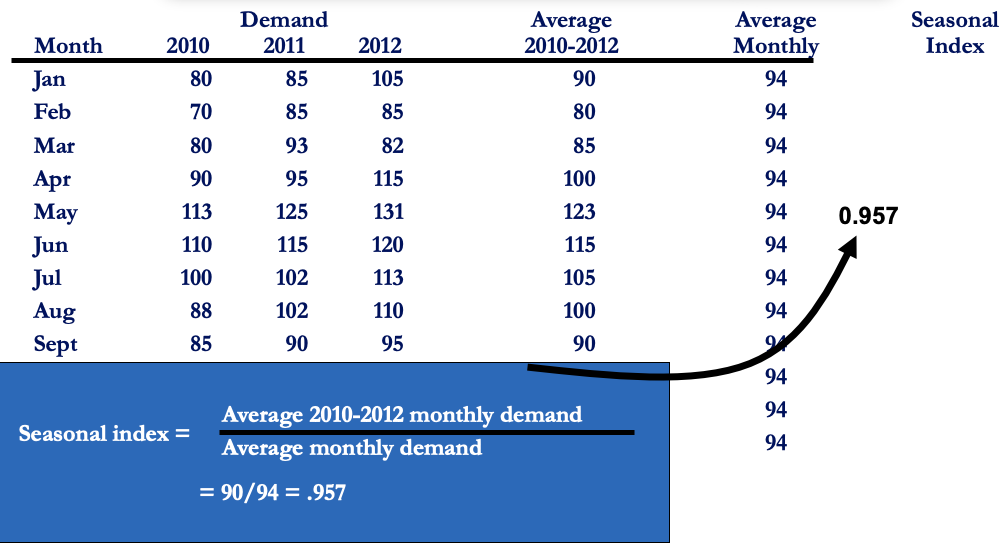 Demand Average Average Seasonal
Month 2010 2011 2012 2010-2012 Monthly Index
Jan 80 85 105 90 94
Feb 70 85 85 80 94
Mar 80 93 82 85 94
Apr 90 95 115 100 94
May 113 125 131 123 94 0.957
Jun 110 115 120 115 94
Jul 100 102 113 105 94
Aug 88 102 110 100 94
Sept 85 90 95 90 94
94
94
94
Seasonal index = Average 2010-2012 monthly demand
Average monthly demand
= 90/94 = .957